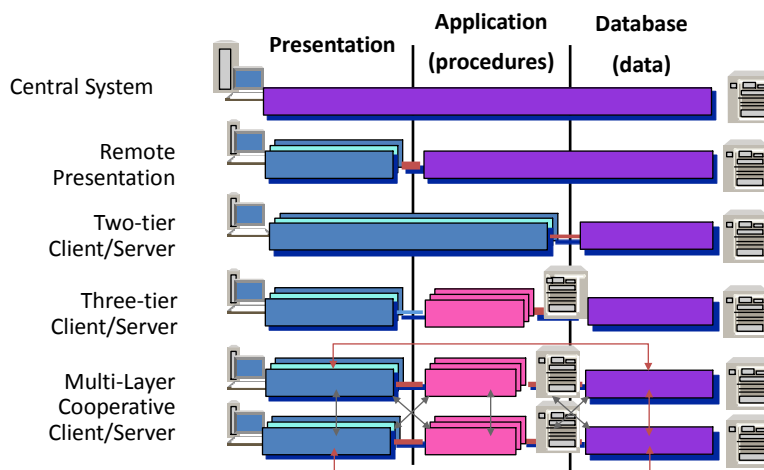 Presentation
Application
(procedures)
Database
(data)
Central System
Remote
Presentation
Two-tier
Client/Server
Three-tier
Client/Server
Multi-Layer
Cooperative
Client/Server